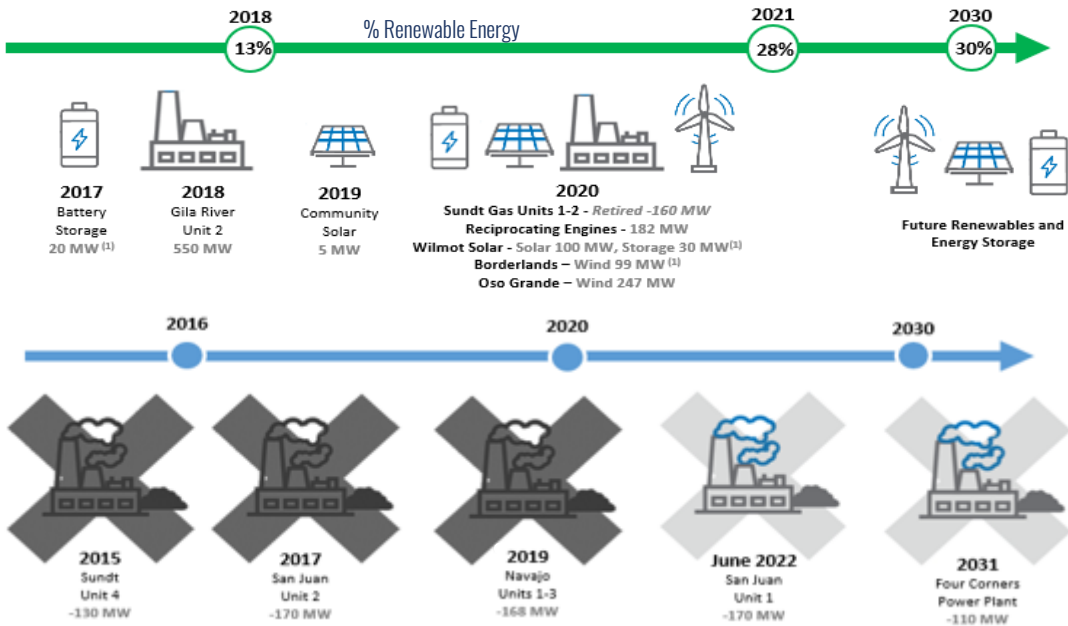 2018
2021
2030
% Renewable Energy
13%
28%
30%
2017
Battery
Storage
20 MW (1)
2018
Gila River
Unit 2
550 MW
2019
Community
Solar
5 MW
2020
Sundt Gas Units 1-2 - Retired -160 MW
Reciprocating Engines - 182 MW
Wilmot Solar - Solar 100 MW, Storage 30 MW(1)
Borderlands – Wind 99 MW (1)
Oso Grande – Wind 247 MW
Future Renewables and
Energy Storage
2016
2020
2030
2015
Sundt
Unit 4
-130 MW
2017
San Juan
Unit 2
-170 MW
2019
Navajo
Units 1-3
-168 MW
June 2022
San Juan
Unit 1
-170 MW
2031
Four Corners
Power Plant
-110 MW